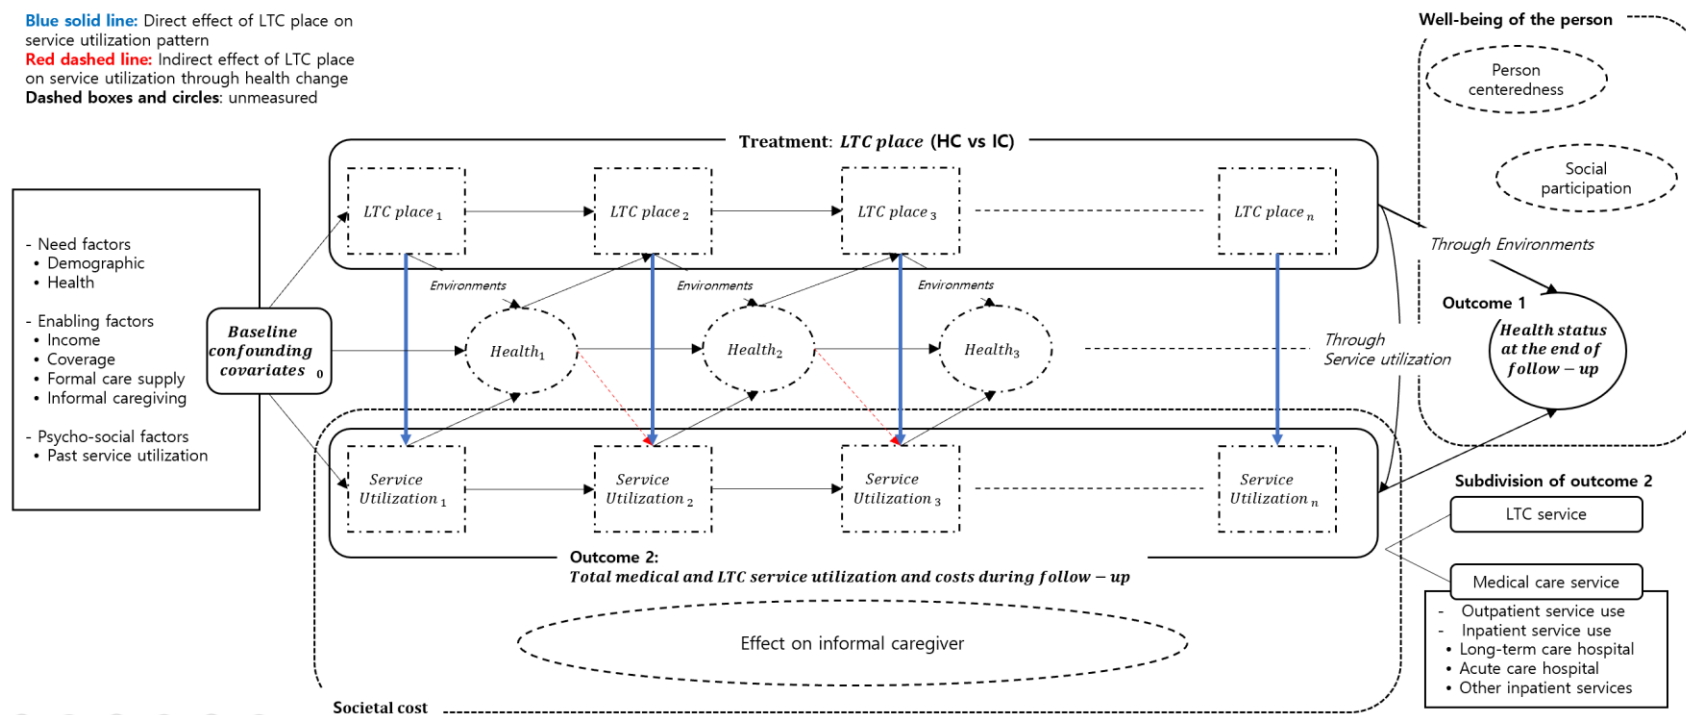 Blue solid line: Direct effect of LTC place on
service utilization pattern
Red dashed line: Indirect effect of LTC place
on service utilization through health change
Dashed boxes and circles: unmeasured
Well-being of the person
Person
centeredness
Social
participation
Treatment: LTC place (HC vs IC)
LTC place 1
LTC place 2
LTC place 3
LTC place n
- Need factors
• Demographic
• Health
- Enabling factors
• Income
• Coverage
• Formal care supply
• Informal caregiving
- Psycho-social factors
• Past service utilization
Baseline
confounding
covariates 0
Environments
Environments
Environments
Health1
Health2
Health3
Through Environments
Through
Service utilization
Outcome 1
Health status
at the end of
follow – up
Service
Utilization1
Service
Utilization2
Service
Utilization3
Service
Utilizationn
Outcome 2:
Total medical and LTC service utilization and costs during follow – up
Effect on informal caregiver
Societal cost
Subdivision of outcome 2
LTC service
Medical care service
- Outpatient service use
- Inpatient service use
• Long-term care hospital
• Acute care hospital
• Other inpatient services